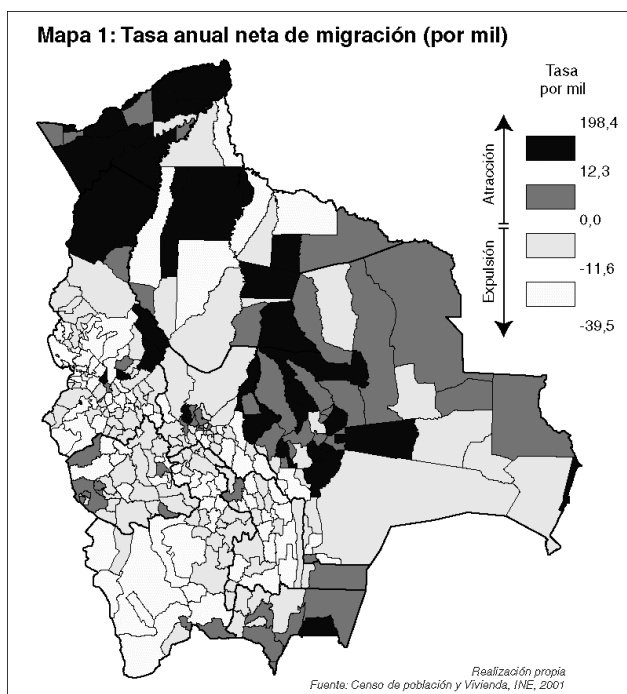 Mapa 1: Tasa anual neta de migración (por mil)
Tasa
por mil
198,4
Atracción
12,3
0,0
Expulsión
-11,6
-39,5
Realización propia
Fuente: Censo de población y Vivienda, INE, 2001